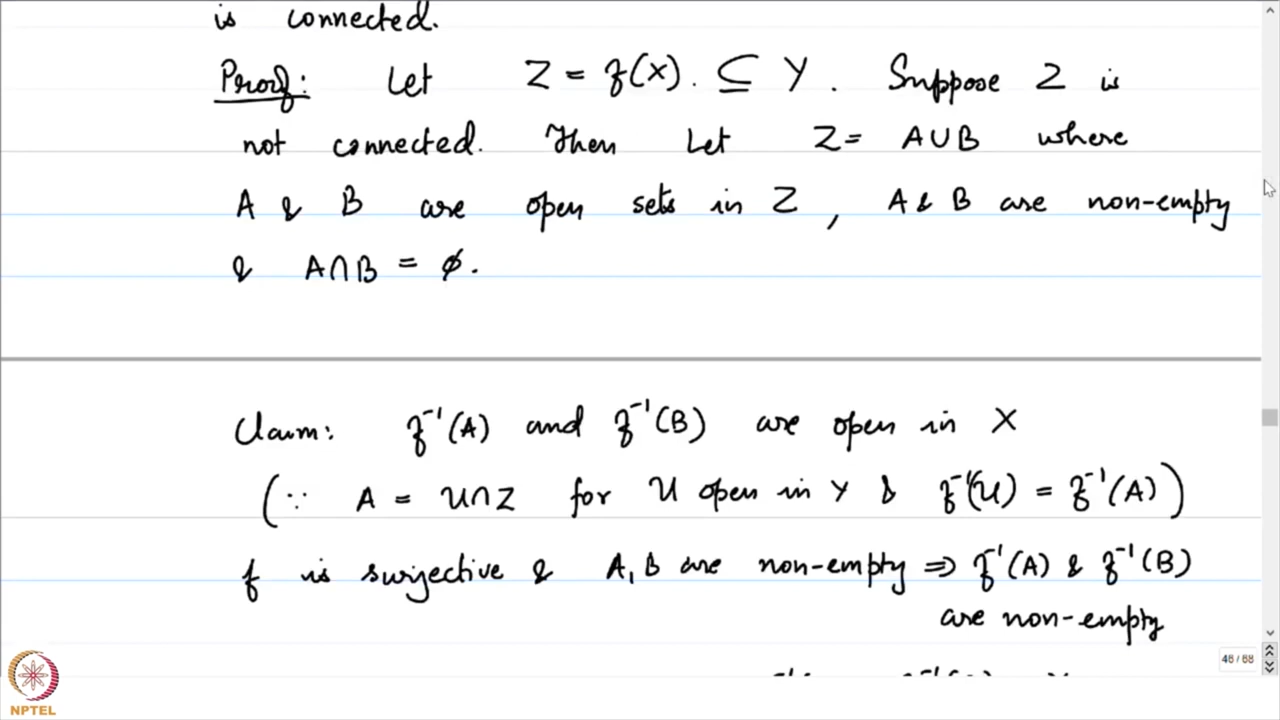 is connected.
Proof: Let Z = f(X). ⊆ Y. Suppose Z is
not connected. Then Let Z = A∪B where
A & B are open sets in Z, A & B are non-empty
& A∩B = ∅.
Claim: f⁻¹(A) and f⁻¹(B) are open in X
(∵ A = U∩Z for U open in Y & f⁻¹(U) = f⁻¹(A))
f is surjective & A, B are non-empty ⇒ f⁻¹(A) & f⁻¹(B)
are non-empty
46 / 68
NPTEL